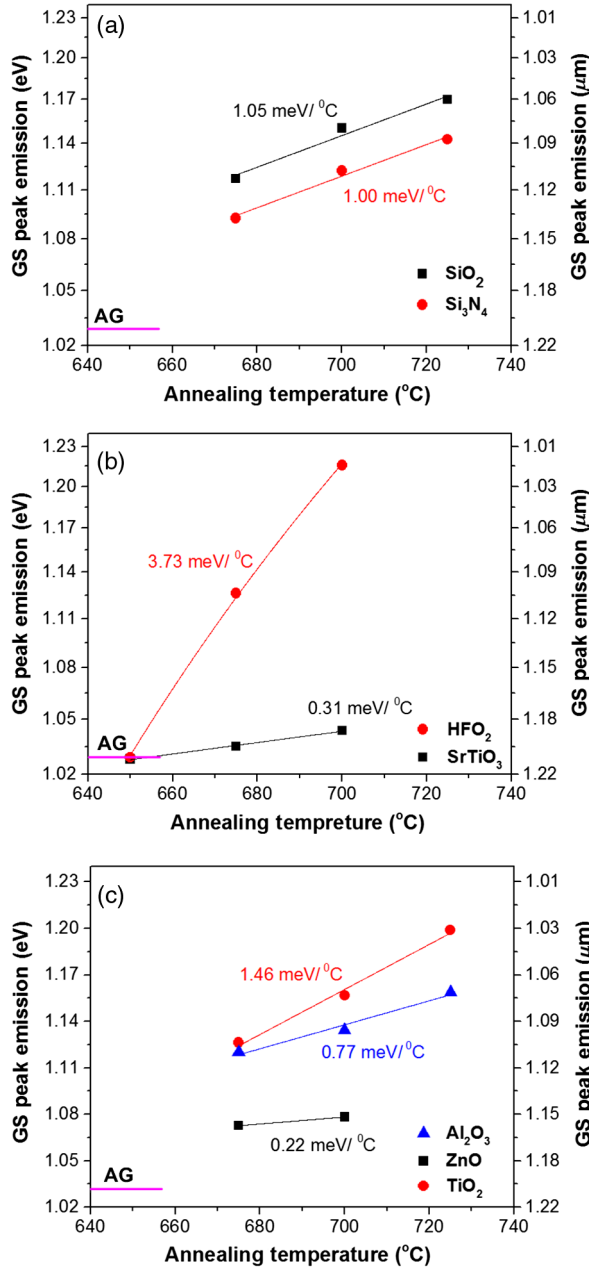 (a)
GS peak emission (eV)
1.23
1.20
1.17
1.14
1.11
1.08
1.05
1.02
1.05 meV/ ⁰C
1.00 meV/ ⁰C
AG
SiO₂
Si₃N₄
1.01
1.03
1.06
1.09
1.12
1.15
1.18
1.22
GS peak emission (μm)
640 660 680 700 720 740
Annealing temperature (°C)
(b)
GS peak emission (eV)
1.23
1.20
1.17
1.14
1.11
1.08
1.05
1.02
3.73 meV/ ⁰C
0.31 meV/ ⁰C
AG
HFO₂
SrTiO₃
1.01
1.03
1.06
1.09
1.12
1.15
1.18
1.22
GS peak emission (μm)
640 660 680 700 720 740
Annealing tempreture (°C)
(c)
GS peak emission (eV)
1.23
1.20
1.16
1.13
1.08
1.05
1.02
1.46 meV/ ⁰C
0.77 meV/ ⁰C
0.22 meV/ ⁰C
AG
Al₂O₃
ZnO
TiO₂
1.01
1.03
1.06
1.09
1.12
1.15
1.18
1.22
GS peak emission (μm)
640 660 680 700 720 740
Annealing temperature (°C)